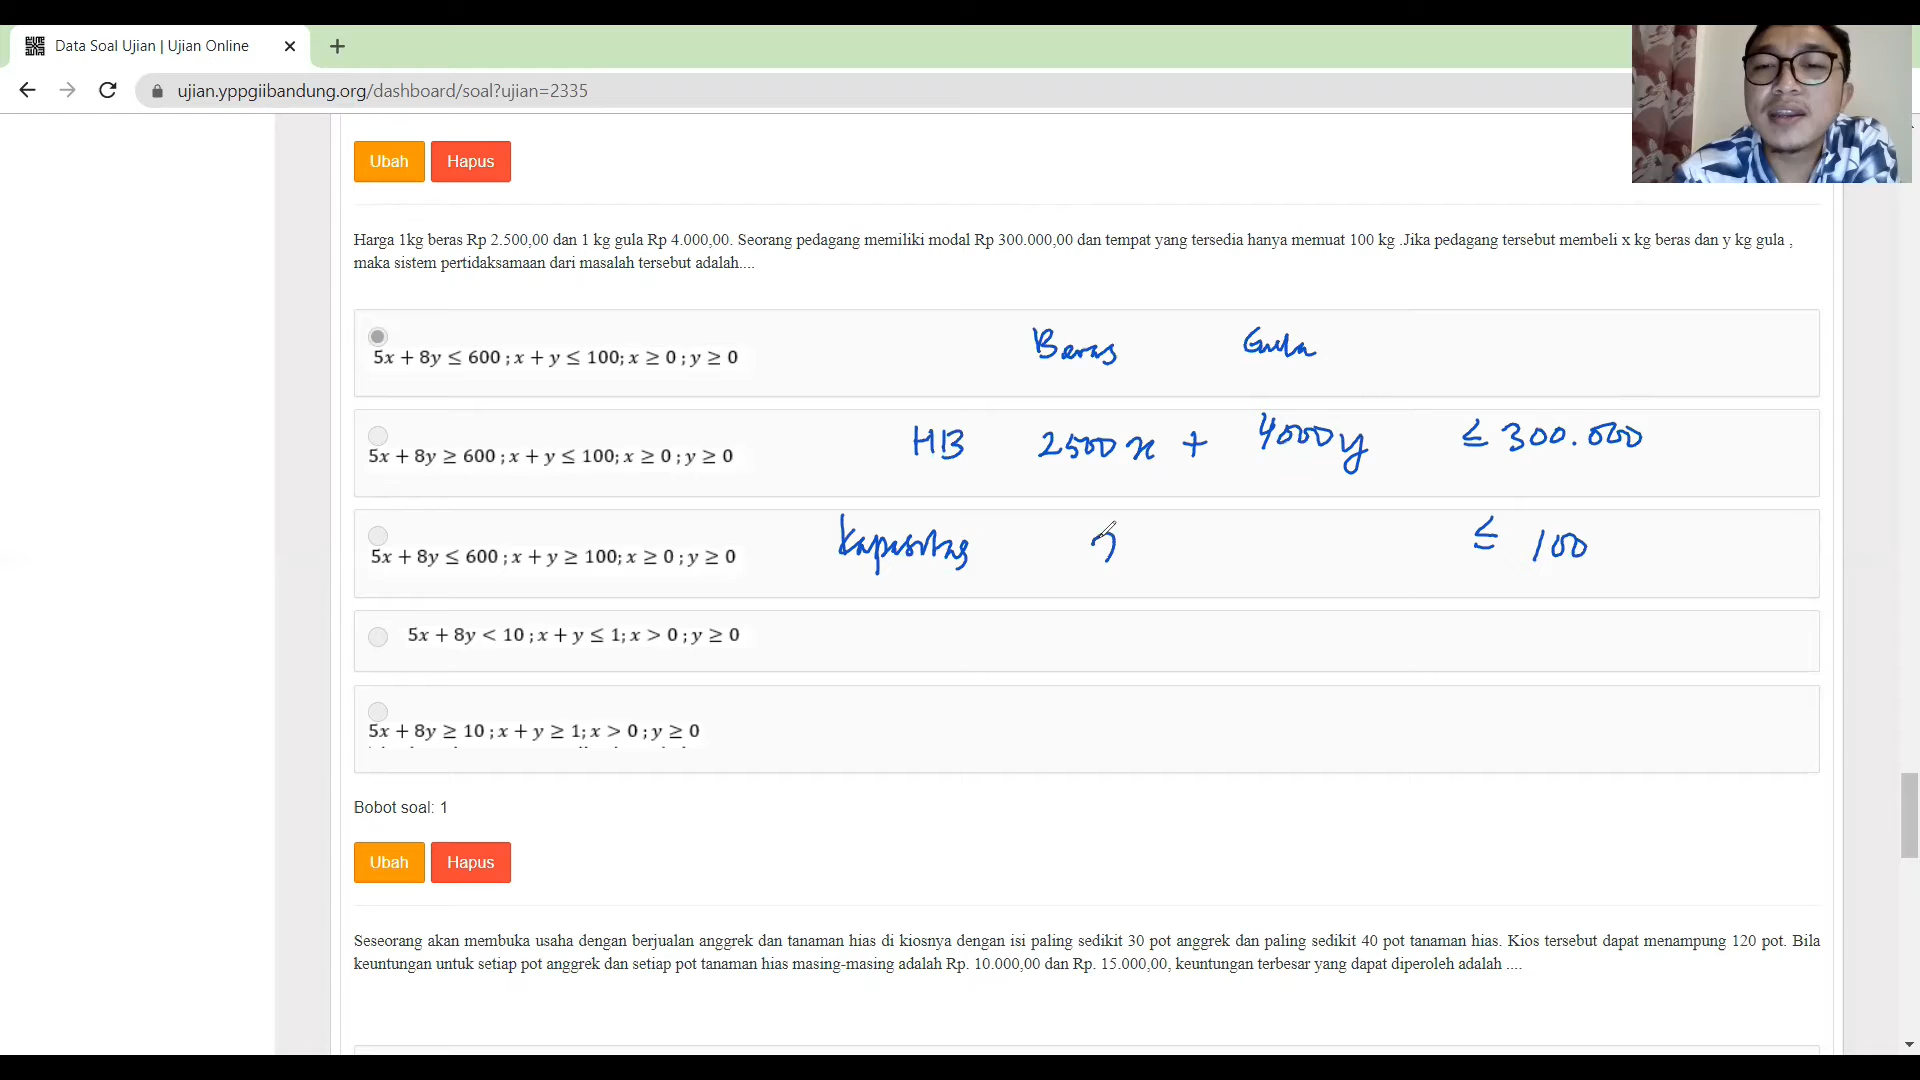 Data Soal Ujian | Ujian Online
ujian.yppgiibandung.org/dashboard/soal?ujian=2335
Ubah Hapus
Harga 1kg beras Rp 2.500,00 dan 1 kg gula Rp 4.000,00. Seorang pedagang memiliki modal Rp 300.000,00 dan tempat yang tersedia hanya memuat 100 kg .Jika pedagang tersebut membeli x kg beras dan y kg gula ,
maka sistem pertidaksamaan dari masalah tersebut adalah....
Beras Gula
5x + 8y ≤ 600 ; x + y ≤ 100; x ≥ 0 ; y ≥ 0
HB 2500 x + 4000 y ≤ 300.000
5x + 8y ≥ 600 ; x + y ≤ 100; x ≥ 0 ; y ≥ 0
Kapasitas ≤ 100
5x + 8y ≤ 600 ; x + y ≥ 100; x ≥ 0 ; y ≥ 0
5x + 8y < 10 ; x + y ≤ 1; x > 0 ; y ≥ 0
5x + 8y ≥ 10 ; x + y ≥ 1; x > 0 ; y ≥ 0
Bobot soal: 1
Ubah Hapus
Seseorang akan membuka usaha dengan berjualan anggrek dan tanaman hias di kiosnya dengan isi paling sedikit 30 pot anggrek dan paling sedikit 40 pot tanaman hias. Kios tersebut dapat menampung 120 pot. Bila
keuntungan untuk setiap pot anggrek dan setiap pot tanaman hias masing-masing adalah Rp. 10.000,00 dan Rp. 15.000,00, keuntungan terbesar yang dapat diperoleh adalah ....